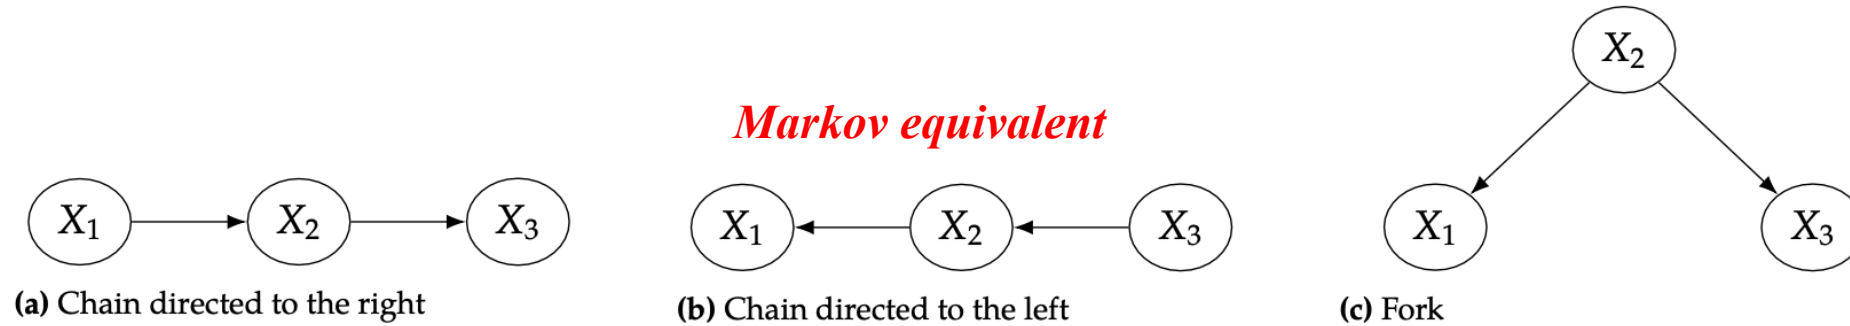 X₂
Markov equivalent
X₁ X₂ X₃
X₁ X₂ X₃
X₁ X₃
(a) Chain directed to the right
(b) Chain directed to the left
(c) Fork